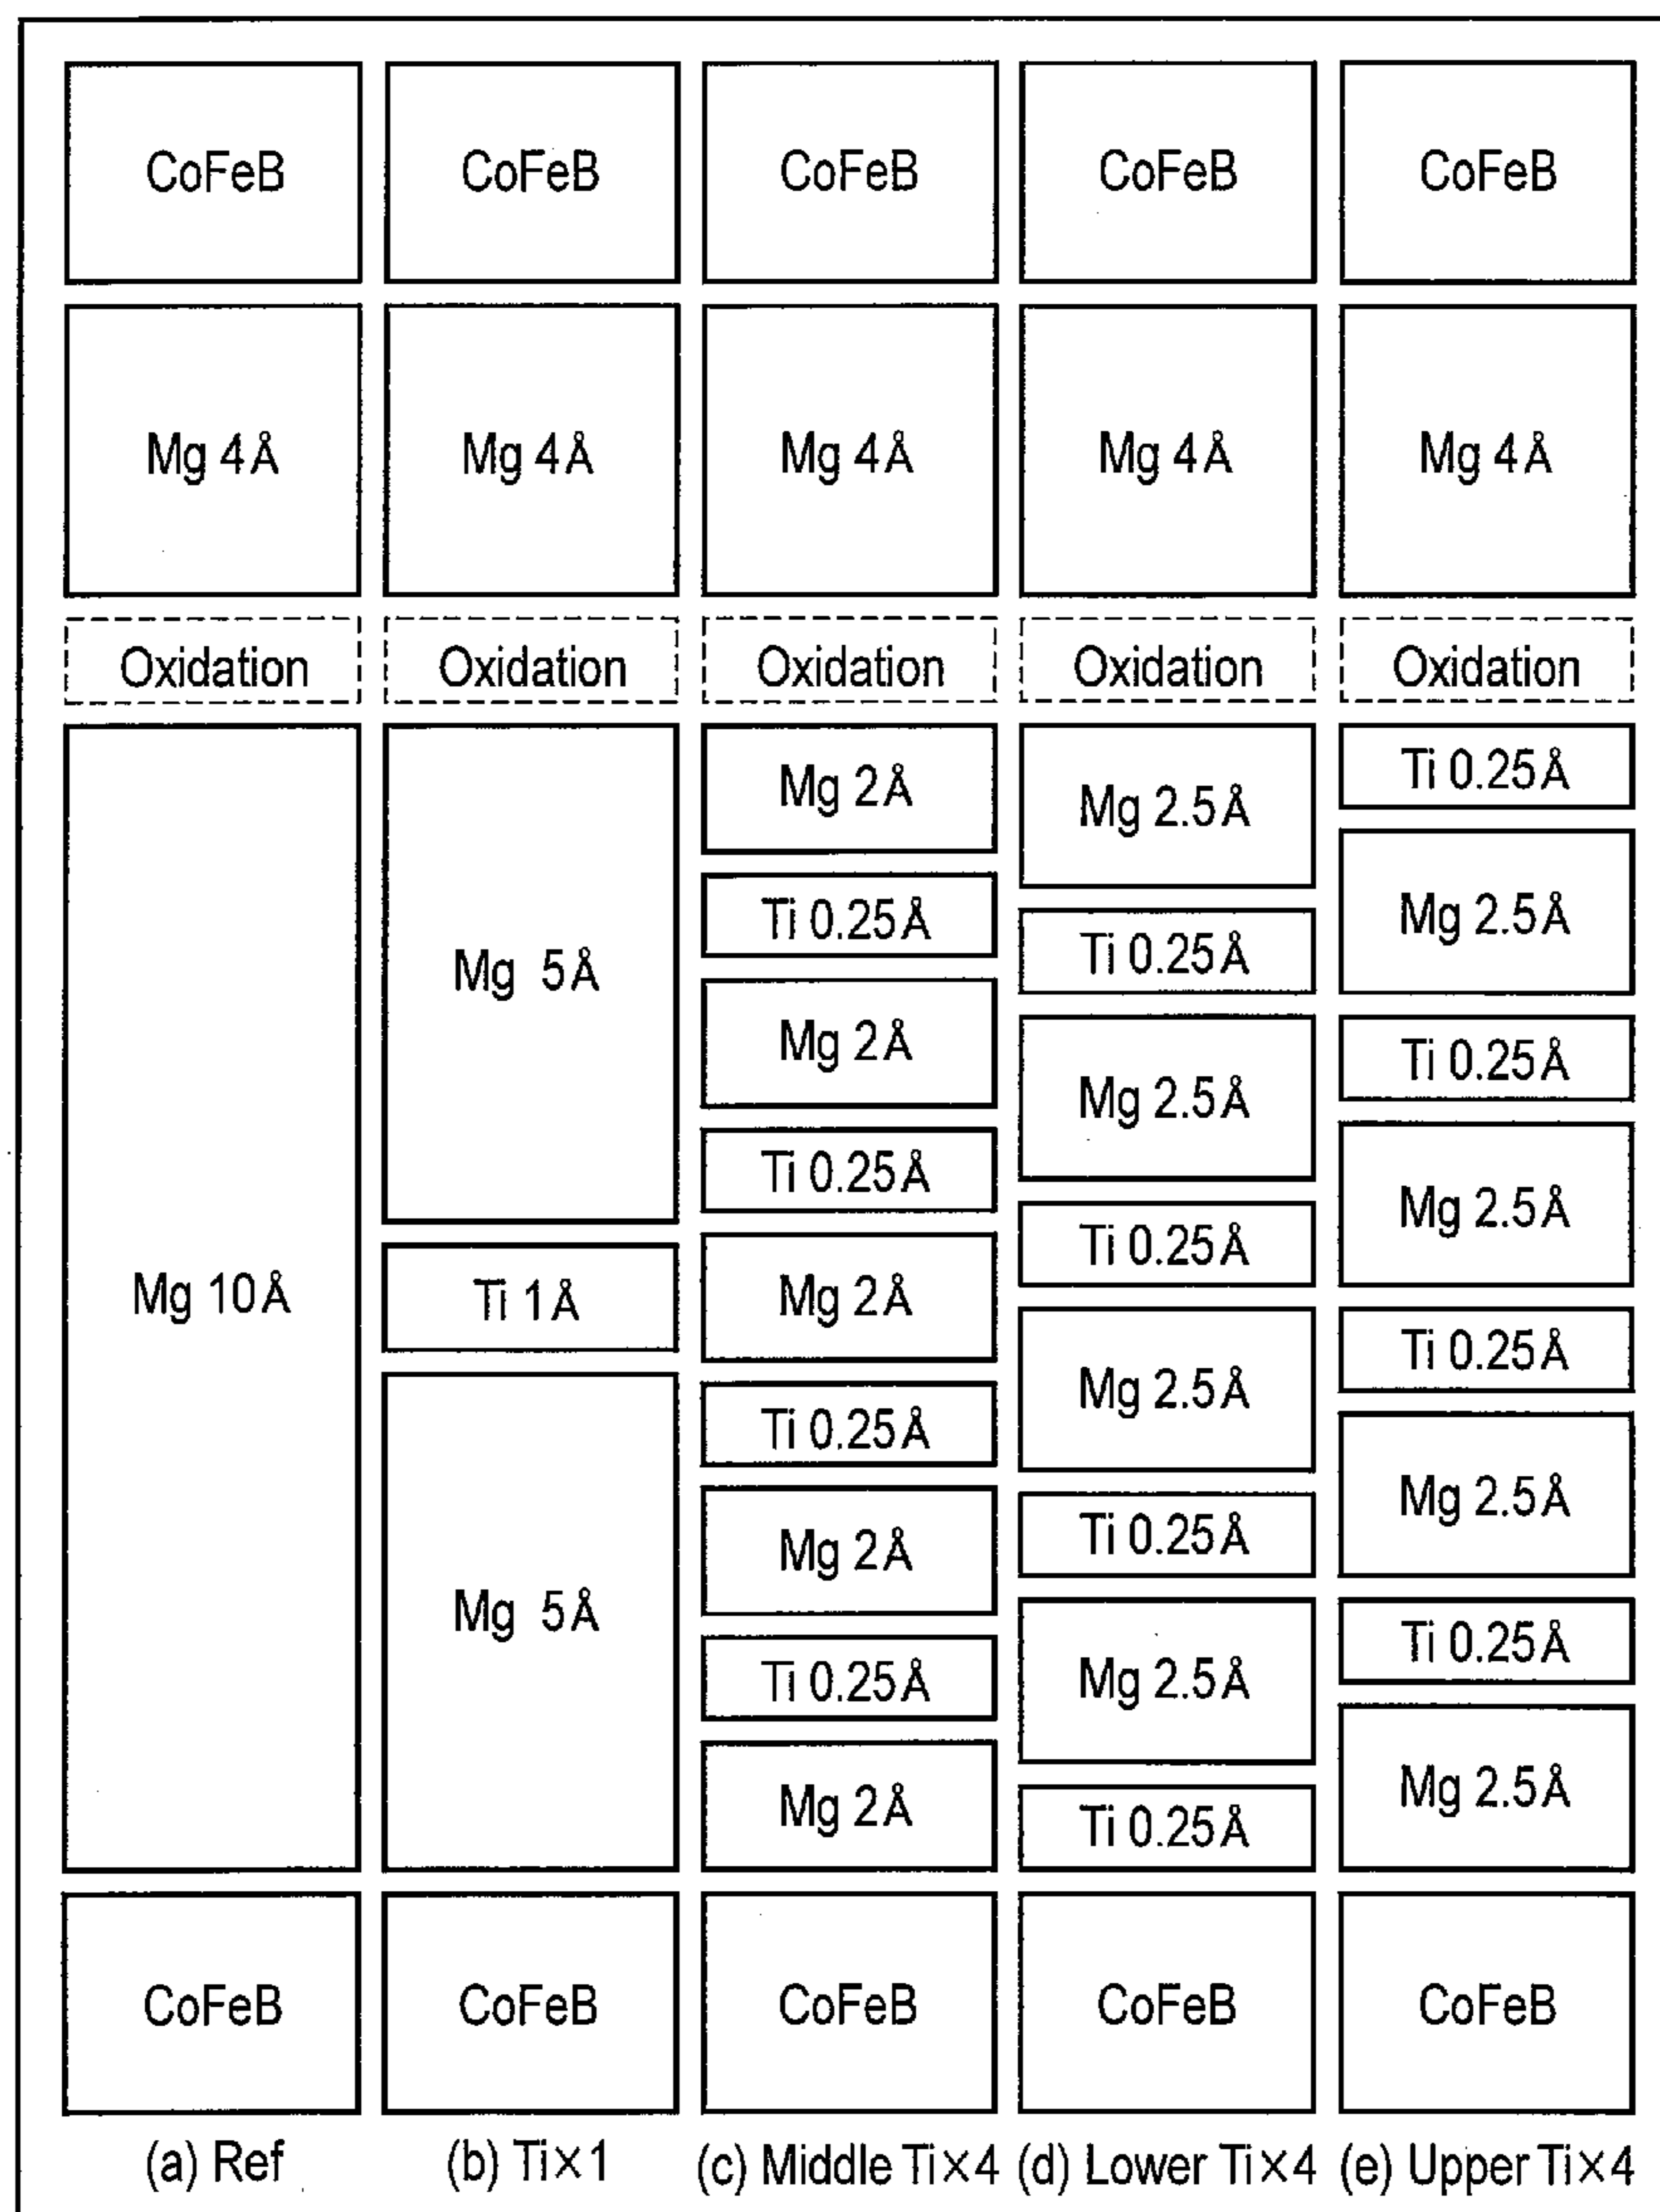 CoFeB CoFeB CoFeB CoFeB CoFeB
Mg 4Å Mg 4Å Mg 4Å Mg 4Å Mg 4Å
Oxidation Oxidation Oxidation Oxidation Oxidation
Mg 10Å
Mg 5Å
Ti 1Å
Mg 5Å
Mg 2Å
Ti 0.25Å
Mg 2Å
Ti 0.25Å
Mg 2Å
Ti 0.25Å
Mg 2Å
Ti 0.25Å
Mg 2Å
Mg 2.5Å
Ti 0.25Å
Mg 2.5Å
Ti 0.25Å
Mg 2.5Å
Ti 0.25Å
Mg 2.5Å
Ti 0.25Å
Ti 0.25Å
Mg 2.5Å
Ti 0.25Å
Mg 2.5Å
Ti 0.25Å
Mg 2.5Å
Ti 0.25Å
Mg 2.5Å
CoFeB CoFeB CoFeB CoFeB CoFeB
(a) Ref (b) Ti×1 (c) Middle Ti×4 (d) Lower Ti×4 (e) Upper Ti×4